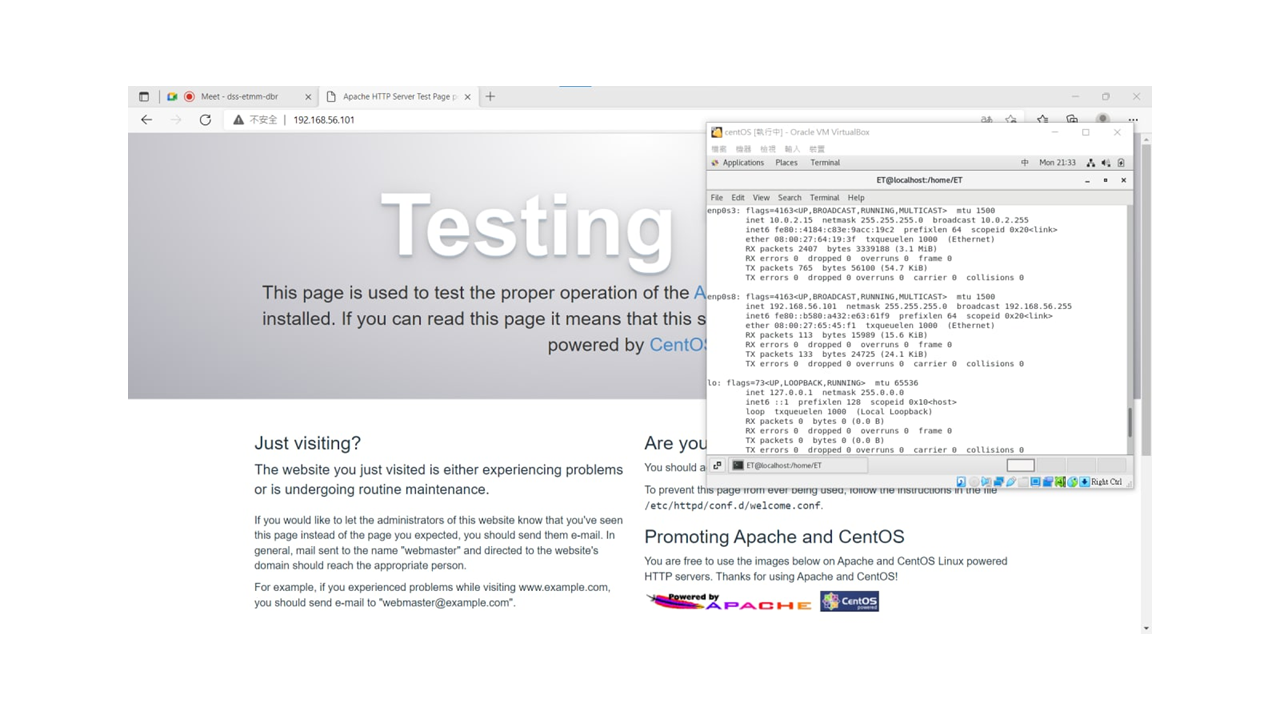 Meet - dss-etmm-dbr
Apache HTTP Server Test Page p
不安全
192.168.56.101
Testing
This page is used to test the proper operation of the A
installed. If you can read this page it means that this s
powered by CentOS
Just visiting?
The website you just visited is either experiencing problems
or is undergoing routine maintenance.
If you would like to let the administrators of this website know that you've seen
this page instead of the page you expected, you should send them e-mail. In
general, mail sent to the name "webmaster" and directed to the website's
domain should reach the appropriate person.
For example, if you experienced problems while visiting www.example.com,
you should send e-mail to "webmaster@example.com".
Are you
You should a
To prevent this page from ever being used, follow the instructions in the file
/etc/httpd/conf.d/welcome.conf.
Promoting Apache and CentOS
You are free to use the images below on Apache and CentOS Linux powered
HTTP servers. Thanks for using Apache and CentOS!
Powered by
APACHE
CentOS
powered
centOS [執行中] - Oracle VM VirtualBox
檔案 機器 檢視 輸入 裝置
Applications Places Terminal
中 Mon 21:33
ET@localhost:/home/ET
File Edit View Search Terminal Help
enp0s3: flags=4163<UP,BROADCAST,RUNNING,MULTICAST> mtu 1500
inet 10.0.2.15 netmask 255.255.255.0 broadcast 10.0.2.255
inet6 fe80::4184:c83e:9acc:19c2 prefixlen 64 scopeid 0x20<link>
ether 08:00:27:64:19:3f txqueuelen 1000 (Ethernet)
RX packets 2407 bytes 3339188 (3.1 MiB)
RX errors 0 dropped 0 overruns 0 frame 0
TX packets 765 bytes 56100 (54.7 KiB)
TX errors 0 dropped 0 overruns 0 carrier 0 collisions 0
enp0s8: flags=4163<UP,BROADCAST,RUNNING,MULTICAST> mtu 1500
inet 192.168.56.101 netmask 255.255.255.0 broadcast 192.168.56.255
inet6 fe80::b580:a432:e63:61f9 prefixlen 64 scopeid 0x20<link>
ether 08:00:27:65:45:f1 txqueuelen 1000 (Ethernet)
RX packets 113 bytes 15989 (15.6 KiB)
RX errors 0 dropped 0 overruns 0 frame 0
TX packets 133 bytes 24725 (24.1 KiB)
TX errors 0 dropped 0 overruns 0 carrier 0 collisions 0
lo: flags=73<UP,LOOPBACK,RUNNING> mtu 65536
inet 127.0.0.1 netmask 255.0.0.0
inet6 ::1 prefixlen 128 scopeid 0x10<host>
loop txqueuelen 1000 (Local Loopback)
RX packets 0 bytes 0 (0.0 B)
RX errors 0 dropped 0 overruns 0 frame 0
TX packets 0 bytes 0 (0.0 B)
TX errors 0 dropped 0 overruns 0 carrier 0 collisions 0
ET@localhost:/home/ET
Right Ctrl